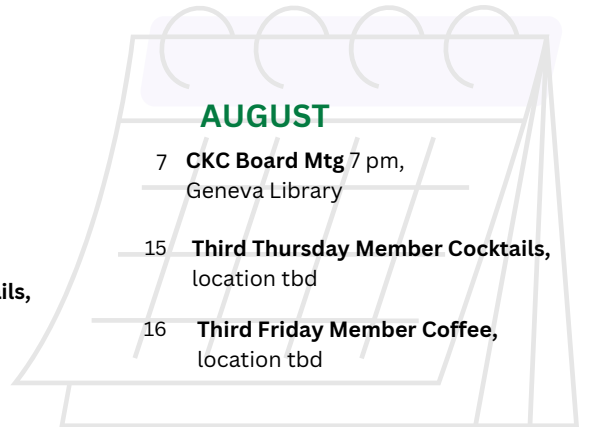 AUGUST
7 CKC Board Mtg 7 pm,
Geneva Library
15 Third Thursday Member Cocktails,
location tbd
ils,
16 Third Friday Member Coffee,
location tbd